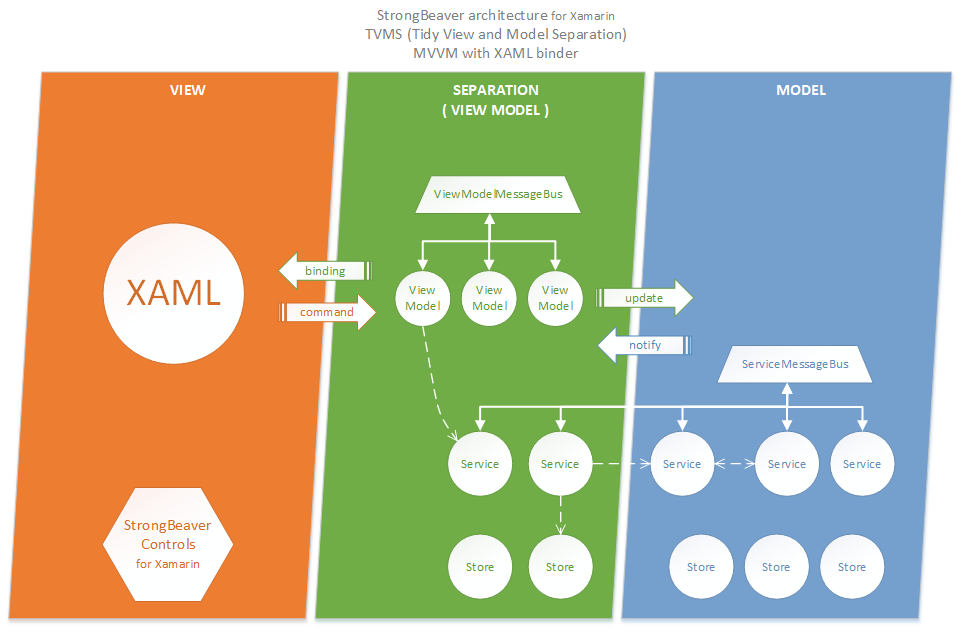 StrongBeaver architecture for Xamarin
TVMS (Tidy View and Model Separation)
MVVM with XAML binder
VIEW
SEPARATION
( VIEW MODEL )
MODEL
ViewModelMessageBus
XAML
binding
command
View
Model
View
Model
View
Model
update
notify
ServiceMessageBus
Service
Service
Service
Service
Service
StrongBeaver
Controls
for Xamarin
Store
Store
Store
Store
Store